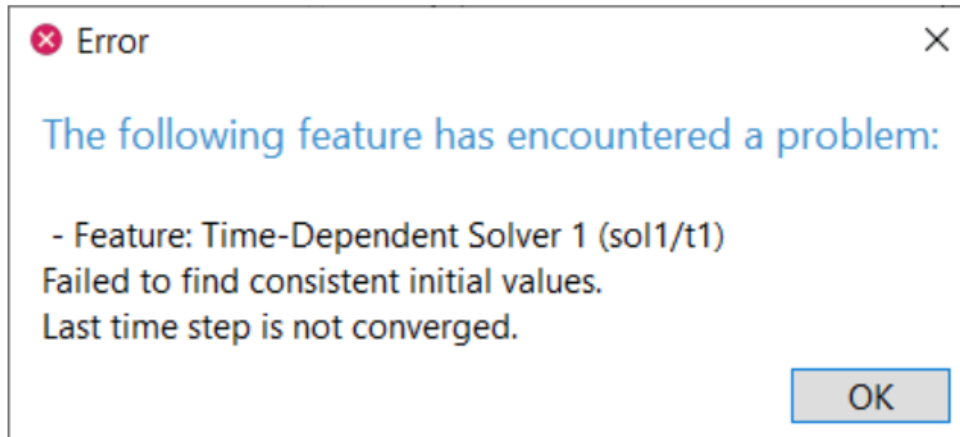 Error
The following feature has encountered a problem:
- Feature: Time-Dependent Solver 1 (sol1/t1)
Failed to find consistent initial values.
Last time step is not converged.
OK